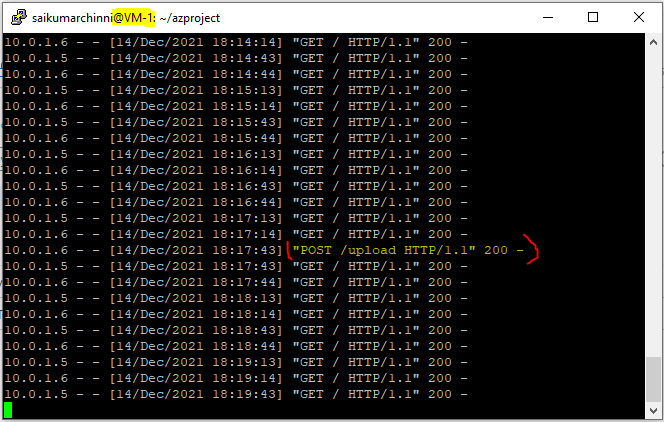 saikumarchinni@VM-1: ~/azproject
10.0.1.6 - - [14/Dec/2021 18:14:14] "GET / HTTP/1.1" 200 -
10.0.1.5 - - [14/Dec/2021 18:14:43] "GET / HTTP/1.1" 200 -
10.0.1.6 - - [14/Dec/2021 18:14:44] "GET / HTTP/1.1" 200 -
10.0.1.5 - - [14/Dec/2021 18:15:13] "GET / HTTP/1.1" 200 -
10.0.1.6 - - [14/Dec/2021 18:15:14] "GET / HTTP/1.1" 200 -
10.0.1.5 - - [14/Dec/2021 18:15:43] "GET / HTTP/1.1" 200 -
10.0.1.6 - - [14/Dec/2021 18:15:44] "GET / HTTP/1.1" 200 -
10.0.1.5 - - [14/Dec/2021 18:16:13] "GET / HTTP/1.1" 200 -
10.0.1.6 - - [14/Dec/2021 18:16:14] "GET / HTTP/1.1" 200 -
10.0.1.5 - - [14/Dec/2021 18:16:43] "GET / HTTP/1.1" 200 -
10.0.1.6 - - [14/Dec/2021 18:16:44] "GET / HTTP/1.1" 200 -
10.0.1.5 - - [14/Dec/2021 18:17:13] "GET / HTTP/1.1" 200 -
10.0.1.6 - - [14/Dec/2021 18:17:14] "GET / HTTP/1.1" 200 -
10.0.1.6 - - [14/Dec/2021 18:17:43] "POST /upload HTTP/1.1" 200 -
10.0.1.5 - - [14/Dec/2021 18:17:43] "GET / HTTP/1.1" 200 -
10.0.1.6 - - [14/Dec/2021 18:17:44] "GET / HTTP/1.1" 200 -
10.0.1.5 - - [14/Dec/2021 18:18:13] "GET / HTTP/1.1" 200 -
10.0.1.6 - - [14/Dec/2021 18:18:14] "GET / HTTP/1.1" 200 -
10.0.1.5 - - [14/Dec/2021 18:18:43] "GET / HTTP/1.1" 200 -
10.0.1.6 - - [14/Dec/2021 18:18:44] "GET / HTTP/1.1" 200 -
10.0.1.5 - - [14/Dec/2021 18:19:13] "GET / HTTP/1.1" 200 -
10.0.1.6 - - [14/Dec/2021 18:19:14] "GET / HTTP/1.1" 200 -
10.0.1.5 - - [14/Dec/2021 18:19:43] "GET / HTTP/1.1" 200 -